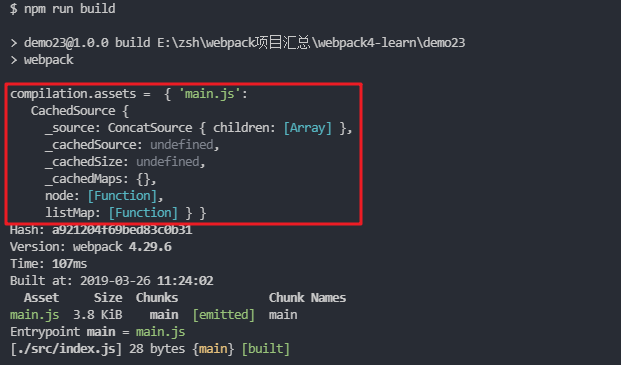 $ npm run build
> demo23@1.0.0 build E:\zsh\webpack项目汇总\webpack4-learn\demo23
> webpack
compilation.assets =  { 'main.js':
   CachedSource {
     _source: ConcatSource { children: [Array] },
     _cachedSource: undefined,
     _cachedSize: undefined,
     _cachedMaps: {},
     node: [Function],
     listMap: [Function] } }
Hash: a921204f69bed83c0b31
Version: webpack 4.29.6
Time: 107ms
Built at: 2019-03-26 11:24:02
  Asset     Size  Chunks             Chunk Names
main.js  3.8 KiB    main  [emitted]  main
Entrypoint main = main.js
[./src/index.js] 28 bytes {main} [built]